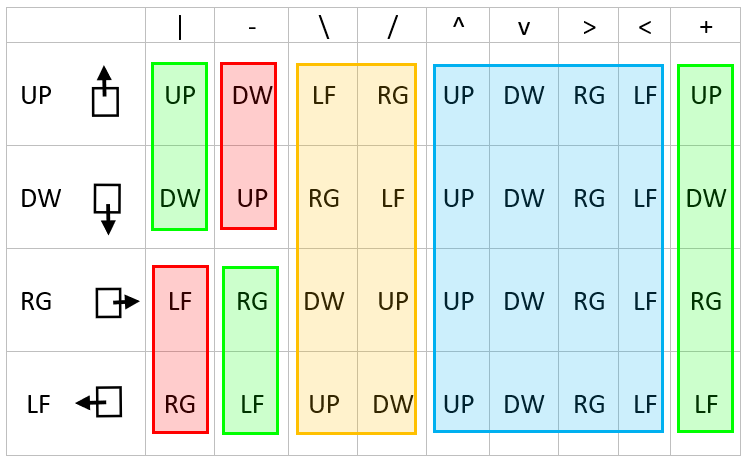 | - \ / ^ v > < +
UP UP DW LF RG UP DW RG LF UP
DW DW UP RG LF UP DW RG LF DW
RG LF RG DW UP UP DW RG LF RG
LF RG LF UP DW UP DW RG LF LF